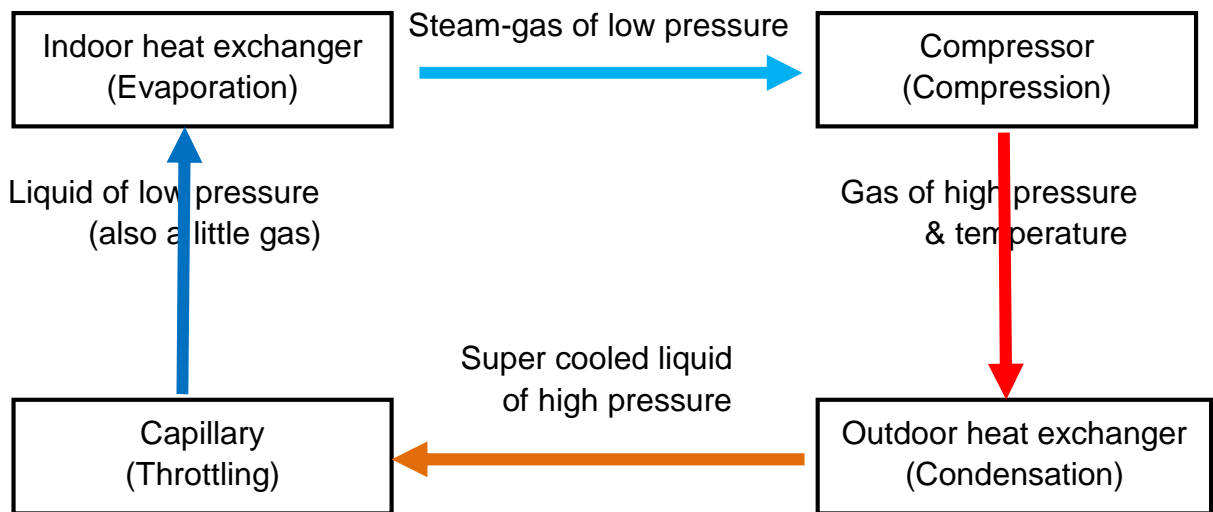 Indoor heat exchanger
(Evaporation)
Steam-gas of low pressure
Compressor
(Compression)
Liquid of low pressure
(also a little gas)
Gas of high pressure
& temperature
Super cooled liquid
of high pressure
Capillary
(Throttling)
Outdoor heat exchanger
(Condensation)